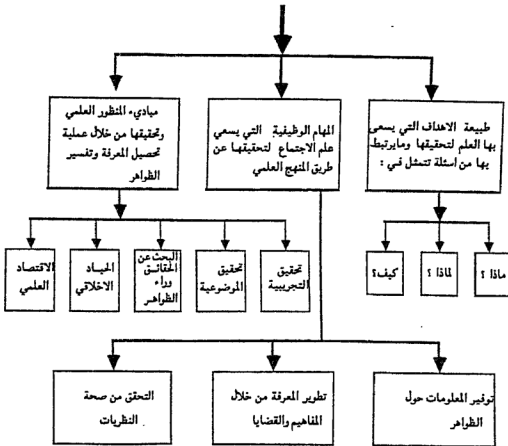 طبيعة الاهداف التي يسعى
بها العلم لتحقيقها ومايرتبط
بها من اسئلة تتمثل في :
المهام الوظيفية التي يسعي
علم الاجتماع لتحقيقها عن
طريق المنهج العلمي
مباديء المنظور العلمي
وتحقيقها من خلال عملية
تحصيل المعرفة وتفسير
الظواهر
ماذا ؟
لماذا ؟
كيف؟
تحقيق
التجريبية
تحقيق
الموضوعية
البحث عن
الحقائق
وراء
الظواهر
الحياد
الاخلاقي
الاقتصاد
العلمي
توفير المعلومات حول
الظواهر
تطوير المعرفة من خلال
المفاهيم والقضايا
التحقق من صحة
النظريات